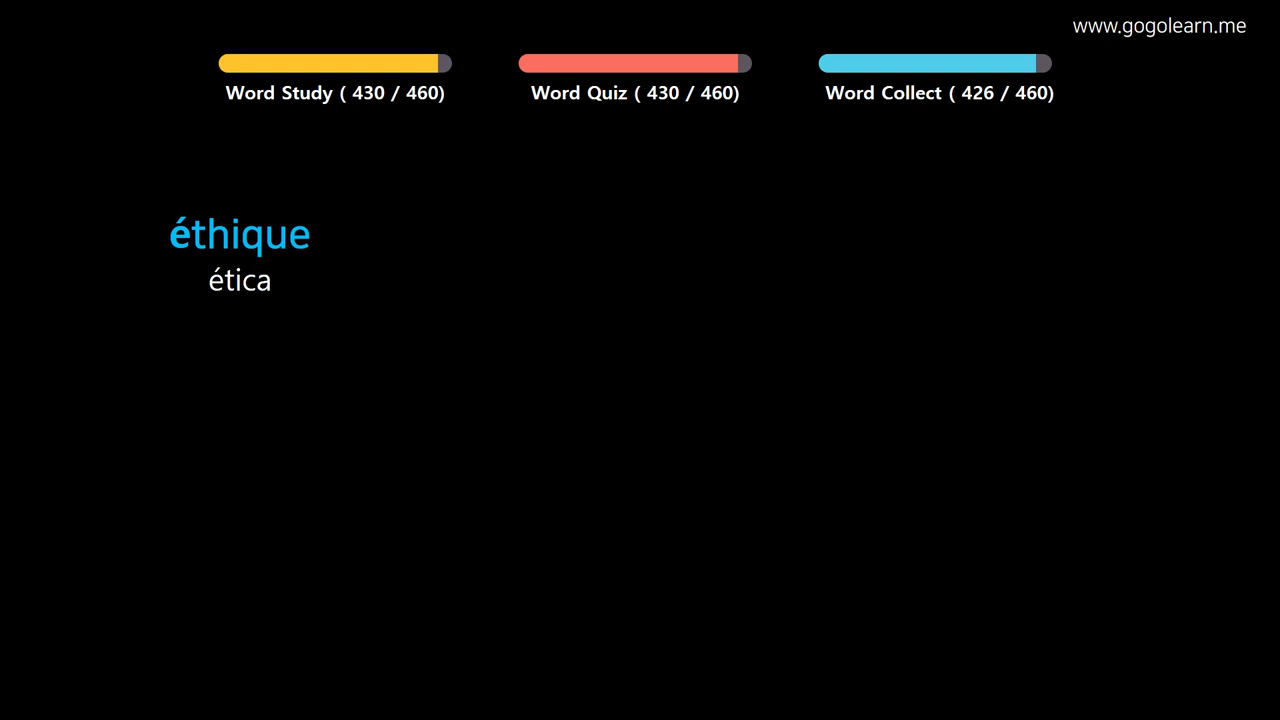 www.gogolearn.me
Word Study ( 430 / 460)
Word Quiz ( 430 / 460)
Word Collect ( 426 / 460)
éthique
ética